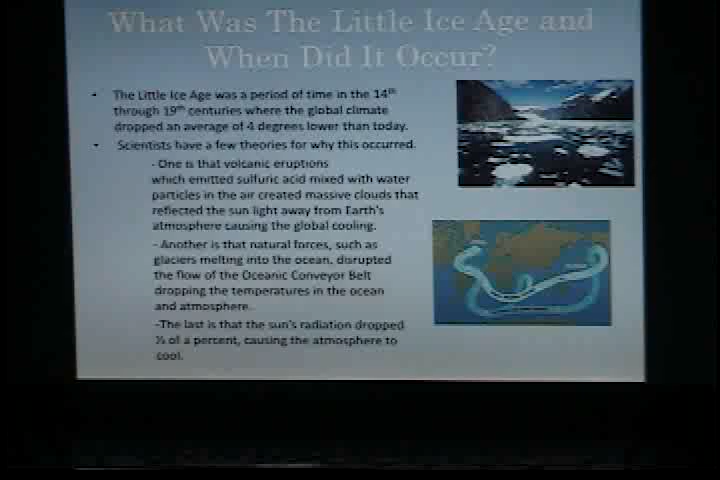 What Was The Little Ice Age and
When Did It Occur?
• The Little Ice Age was a period of time in the 14th
through 19th centuries where the global climate
dropped an average of 4 degrees lower than today.
• Scientists have a few theories for why this occurred.
- One is that volcanic eruptions
which emitted sulfuric acid mixed with water
particles in the air created massive clouds that
reflected the sun light away from Earth's
atmosphere causing the global cooling.
- Another is that natural forces, such as
glaciers melting into the ocean, disrupted
the flow of the Oceanic Conveyor Belt
dropping the temperatures in the ocean
and atmosphere.
-The last is that the sun's radiation dropped
of a percent, causing the atmosphere to
cool.